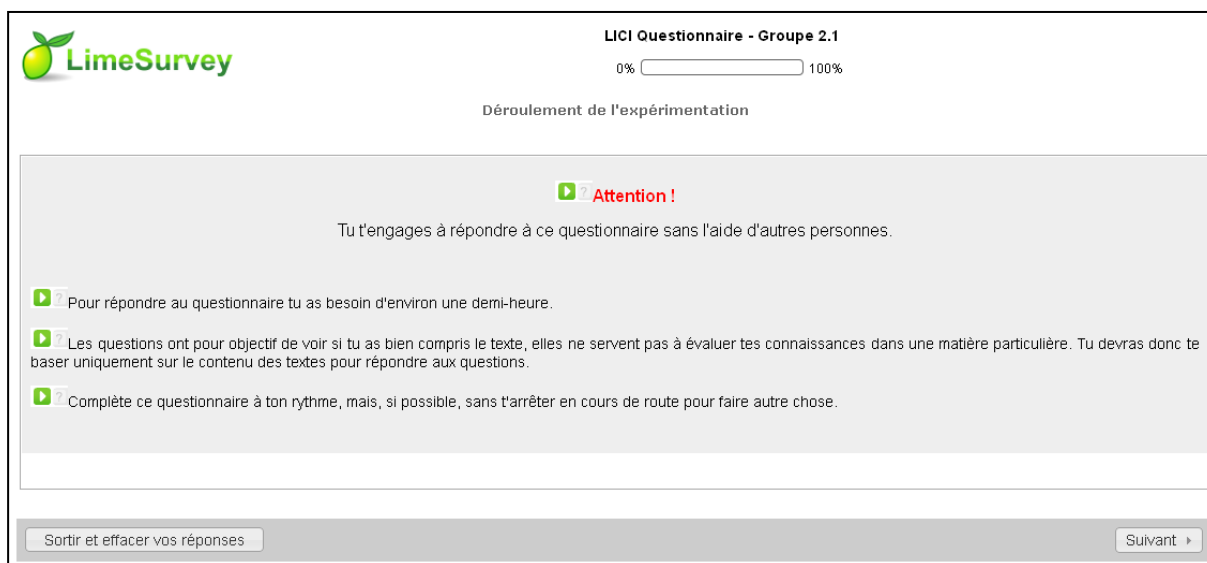 LimeSurvey
LICI Questionnaire - Groupe 2.1
0% 100%
Déroulement de l'expérimentation
? Attention !
Tu t'engages à répondre à ce questionnaire sans l'aide d'autres personnes.
? Pour répondre au questionnaire tu as besoin d'environ une demi-heure.
? Les questions ont pour objectif de voir si tu as bien compris le texte, elles ne servent pas à évaluer tes connaissances dans une matière particulière. Tu devras donc te
baser uniquement sur le contenu des textes pour répondre aux questions.
? Complète ce questionnaire à ton rythme, mais, si possible, sans t'arrêter en cours de route pour faire autre chose.
Sortir et effacer vos réponses
Suivant